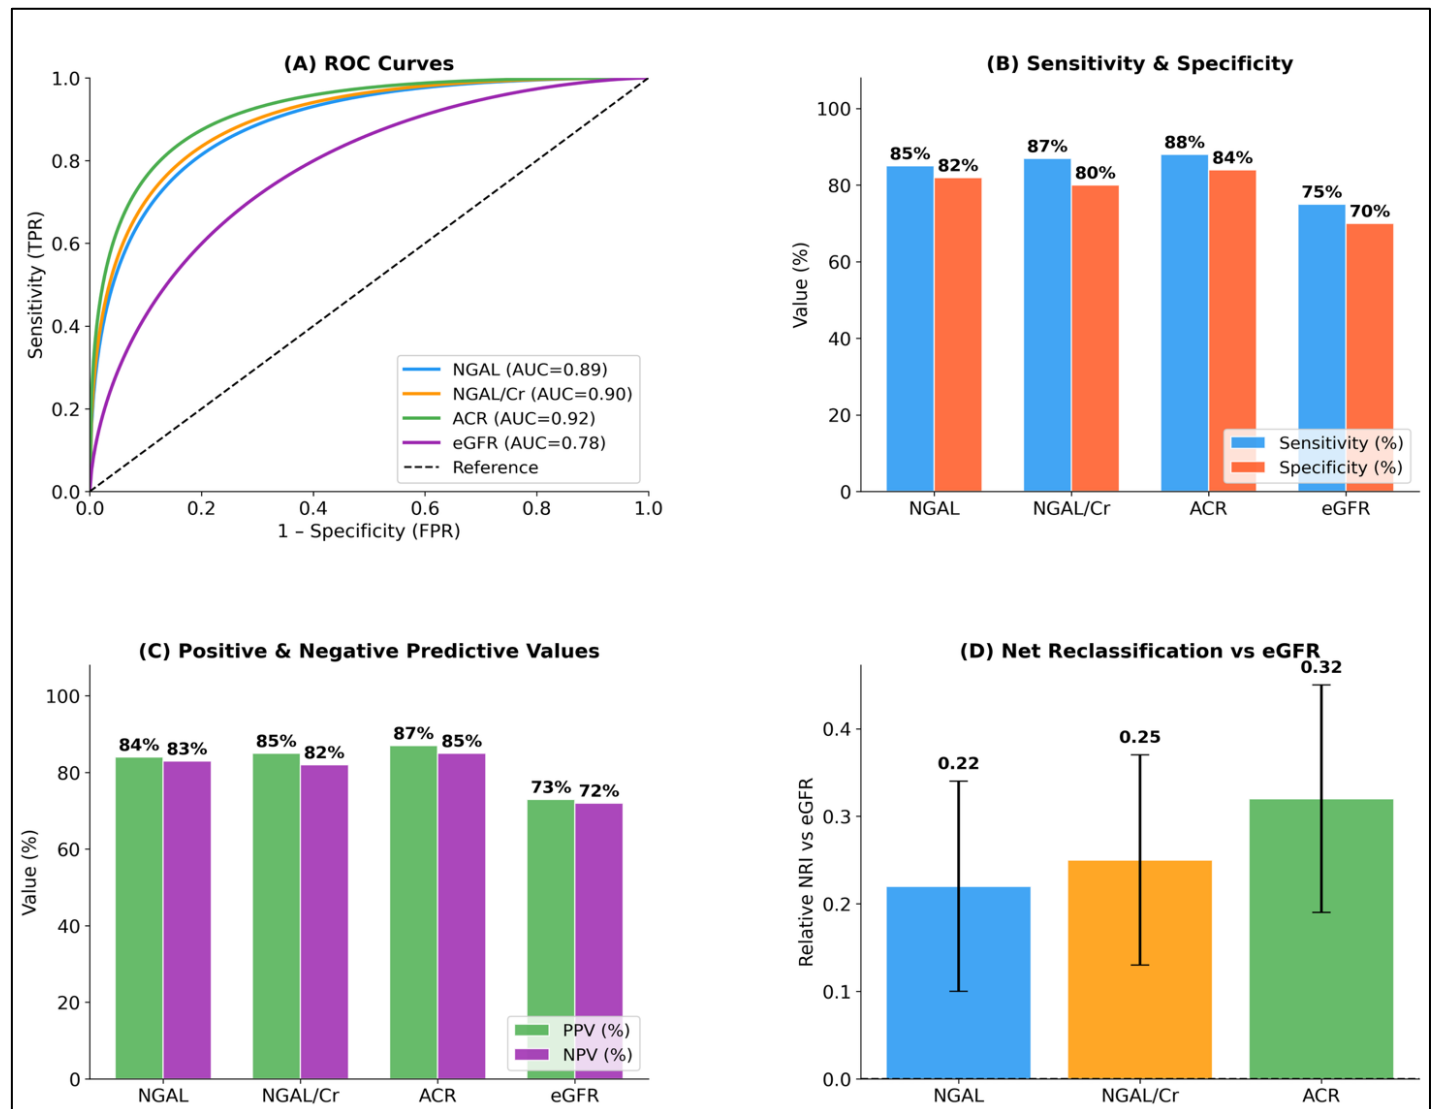 (A) ROC Curves
1.0
0.8
0.6
0.4
0.2
0.0
Sensitivity (TPR)
NGAL (AUC=0.89)
NGAL/Cr (AUC=0.90)
ACR (AUC=0.92)
eGFR (AUC=0.78)
Reference
0.0 0.2 0.4 0.6 0.8 1.0
1 – Specificity (FPR)
(B) Sensitivity & Specificity
100
80
60
40
20
0
Value (%)
85% 82% 87% 80% 88% 84% 75% 70%
Sensitivity (%)
Specificity (%)
NGAL NGAL/Cr ACR eGFR
(C) Positive & Negative Predictive Values
100
80
60
40
20
0
Value (%)
84% 83% 85% 82% 87% 85% 73% 72%
PPV (%)
NPV (%)
NGAL NGAL/Cr ACR eGFR
(D) Net Reclassification vs eGFR
0.4
0.3
0.2
0.1
0.0
Relative NRI vs eGFR
0.22 0.25 0.32
NGAL NGAL/Cr ACR